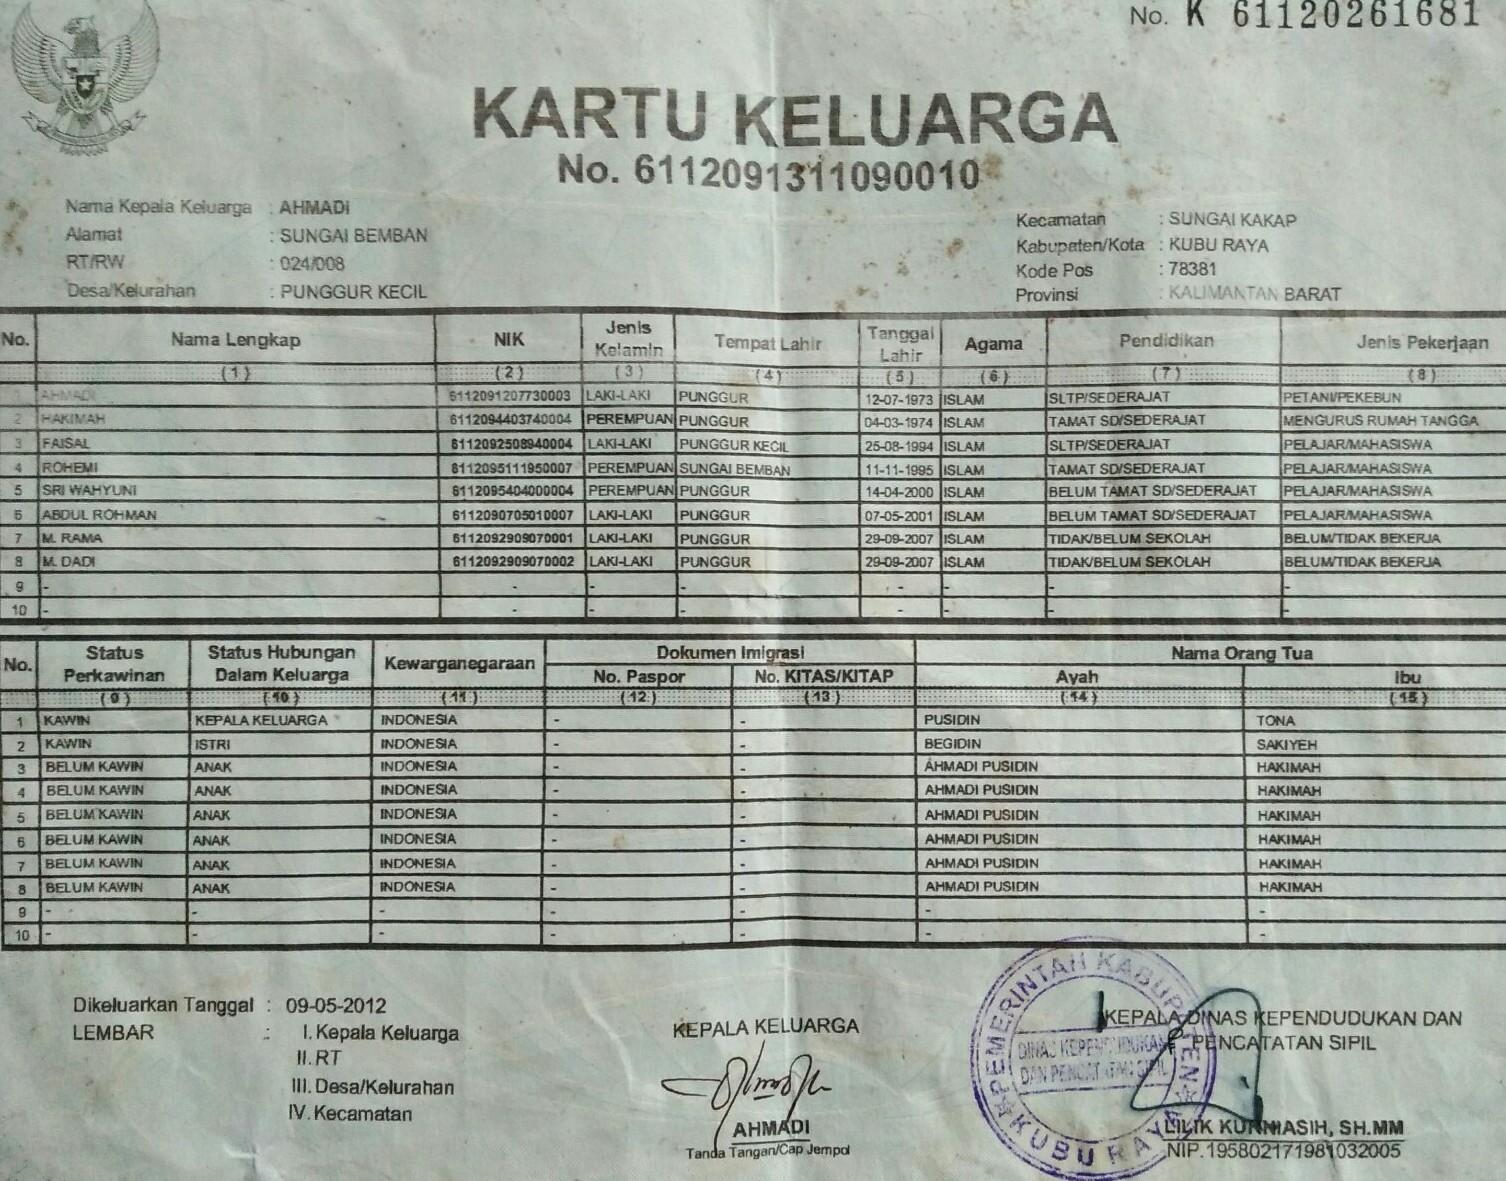 No. K 61120261681
KARTU KELUARGA
No. 6112091311090010
Nama Kepala Keluarga : AHMADI
Alamat : SUNGAI BEMBAN
RT/RW : 024/008
Desa/Kelurahan : PUNGGUR KECIL
Kecamatan : SUNGAI KAKAP
Kabupaten/Kota : KUBU RAYA
Kode Pos : 78381
Provinsi : KALIMANTAN BARAT
No. Nama Lengkap NIK Jenis Kelamin Tempat Lahir Tanggal Lahir Agama Pendidikan Jenis Pekerjaan
(1) (2) (3) (4) (5) (6) (7) (8)
1 AHMADI 6112091207730003 LAKI-LAKI PUNGGUR 12-07-1973 ISLAM SLTP/SEDERAJAT PETANI/PEKEBUN
2 HAKIMAH 6112094403740004 PEREMPUAN PUNGGUR 04-03-1974 ISLAM TAMAT SD/SEDERAJAT MENGURUS RUMAH TANGGA
3 FAISAL 6112092508940004 LAKI-LAKI PUNGGUR KECIL 25-08-1994 ISLAM SLTP/SEDERAJAT PELAJAR/MAHASISWA
4 ROHEMI 6112095111950007 PEREMPUAN SUNGAI BEMBAN 11-11-1995 ISLAM TAMAT SD/SEDERAJAT PELAJAR/MAHASISWA
5 SRI WAHYUNI 6112095404000004 PEREMPUAN PUNGGUR 14-04-2000 ISLAM BELUM TAMAT SD/SEDERAJAT PELAJAR/MAHASISWA
6 ABDUL ROHMAN 6112090705010007 LAKI-LAKI PUNGGUR 07-05-2001 ISLAM BELUM TAMAT SD/SEDERAJAT PELAJAR/MAHASISWA
7 M. RAMA 6112092909070001 LAKI-LAKI PUNGGUR 29-09-2007 ISLAM TIDAK/BELUM SEKOLAH BELUM/TIDAK BEKERJA
8 M. DADI 6112092909070002 LAKI-LAKI PUNGGUR 29-09-2007 ISLAM TIDAK/BELUM SEKOLAH BELUM/TIDAK BEKERJA
9 - - - - - - - -
10 - - - - - - - -
No. Status Perkawinan Status Hubungan Dalam Keluarga Kewarganegaraan Dokumen Imigrasi Nama Orang Tua
No. Paspor No. KITAS/KITAP Ayah Ibu
(9) (10) (11) (12) (13) (14) (15)
1 KAWIN KEPALA KELUARGA INDONESIA - - PUSIDIN TONA
2 KAWIN ISTRI INDONESIA - - BEGIDIN SAKIYEH
3 BELUM KAWIN ANAK INDONESIA - - AHMADI PUSIDIN HAKIMAH
4 BELUM KAWIN ANAK INDONESIA - - AHMADI PUSIDIN HAKIMAH
5 BELUM KAWIN ANAK INDONESIA - - AHMADI PUSIDIN HAKIMAH
6 BELUM KAWIN ANAK INDONESIA - - AHMADI PUSIDIN HAKIMAH
7 BELUM KAWIN ANAK INDONESIA - - AHMADI PUSIDIN HAKIMAH
8 BELUM KAWIN ANAK INDONESIA - - AHMADI PUSIDIN HAKIMAH
9 - - - - - - -
10 - - - - - - -
Dikeluarkan Tanggal : 09-05-2012
LEMBAR : I. Kepala Keluarga
II. RT
III. Desa/Kelurahan
IV. Kecamatan
KEPALA KELUARGA
AHMADI
Tanda Tangan/Cap Jempol
KEPALA DINAS KEPENDUDUKAN DAN
PENCATATAN SIPIL
PEMERINTAH KABUPATEN
DINAS KEPENDUDUKAN
DAN PENCATATAN SIPIL
KUBU RAYA
LILIK KURNIASIH, SH.MM
NIP.195802171981032005